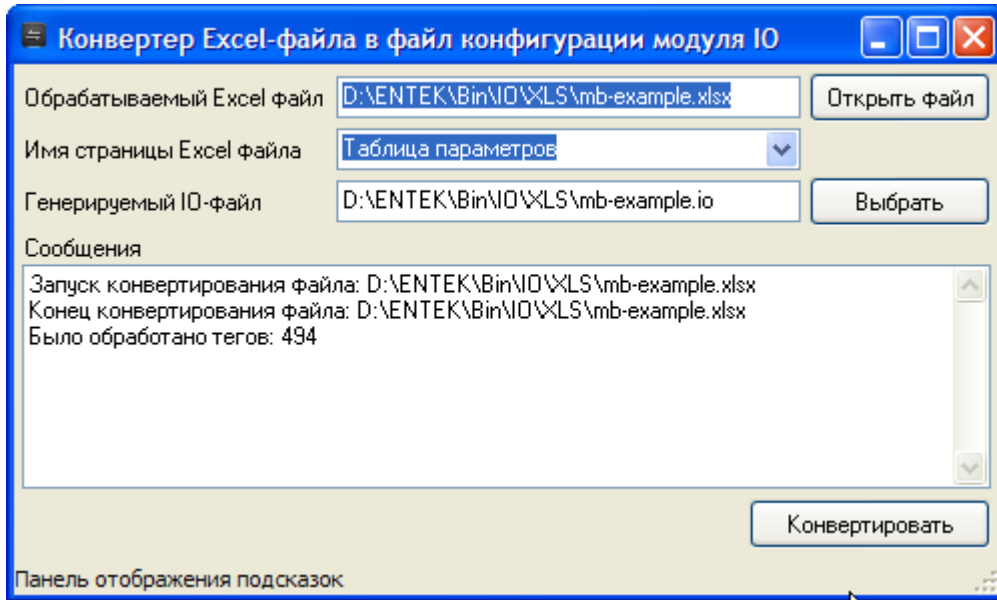 Конвертер Excel-файла в файл конфигурации модуля IO
Обрабатываемый Excel файл D:\ENTEK\Bin\IO\XLS\mb-example.xlsx Открыть файл
Имя страницы Excel файла Таблица параметров
Генерируемый IO-файл D:\ENTEK\Bin\IO\XLS\mb-example.io Выбрать
Сообщения
Запуск конвертирования файла: D:\ENTEK\Bin\IO\XLS\mb-example.xlsx
Конец конвертирования файла: D:\ENTEK\Bin\IO\XLS\mb-example.xlsx
Было обработано тегов: 494
Конвертировать
Панель отображения подсказок